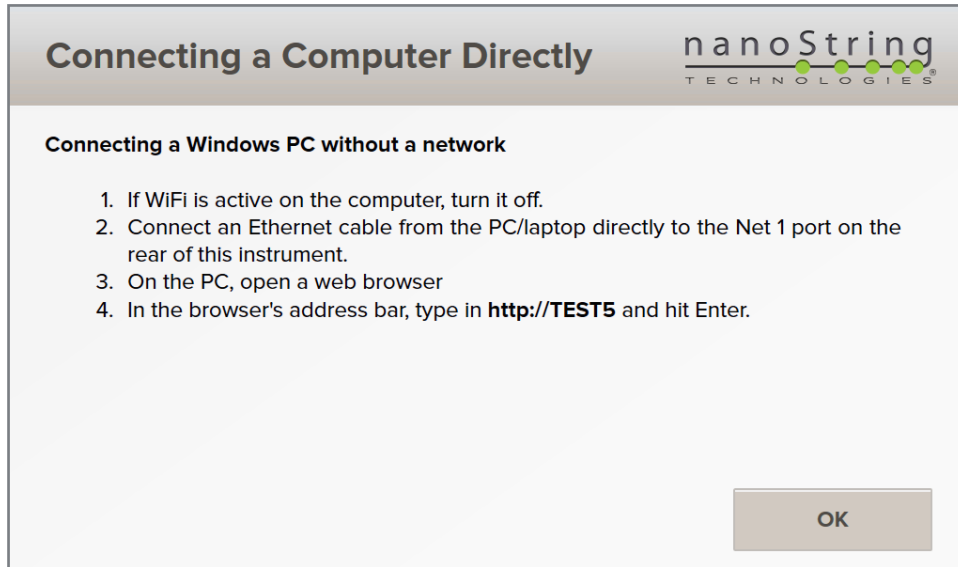 Connecting a Computer Directly
nanoString
TECHNOLOGIES®
Connecting a Windows PC without a network
1. If WiFi is active on the computer, turn it off.
2. Connect an Ethernet cable from the PC/laptop directly to the Net 1 port on the
rear of this instrument.
3. On the PC, open a web browser
4. In the browser's address bar, type in http://TEST5 and hit Enter.
OK